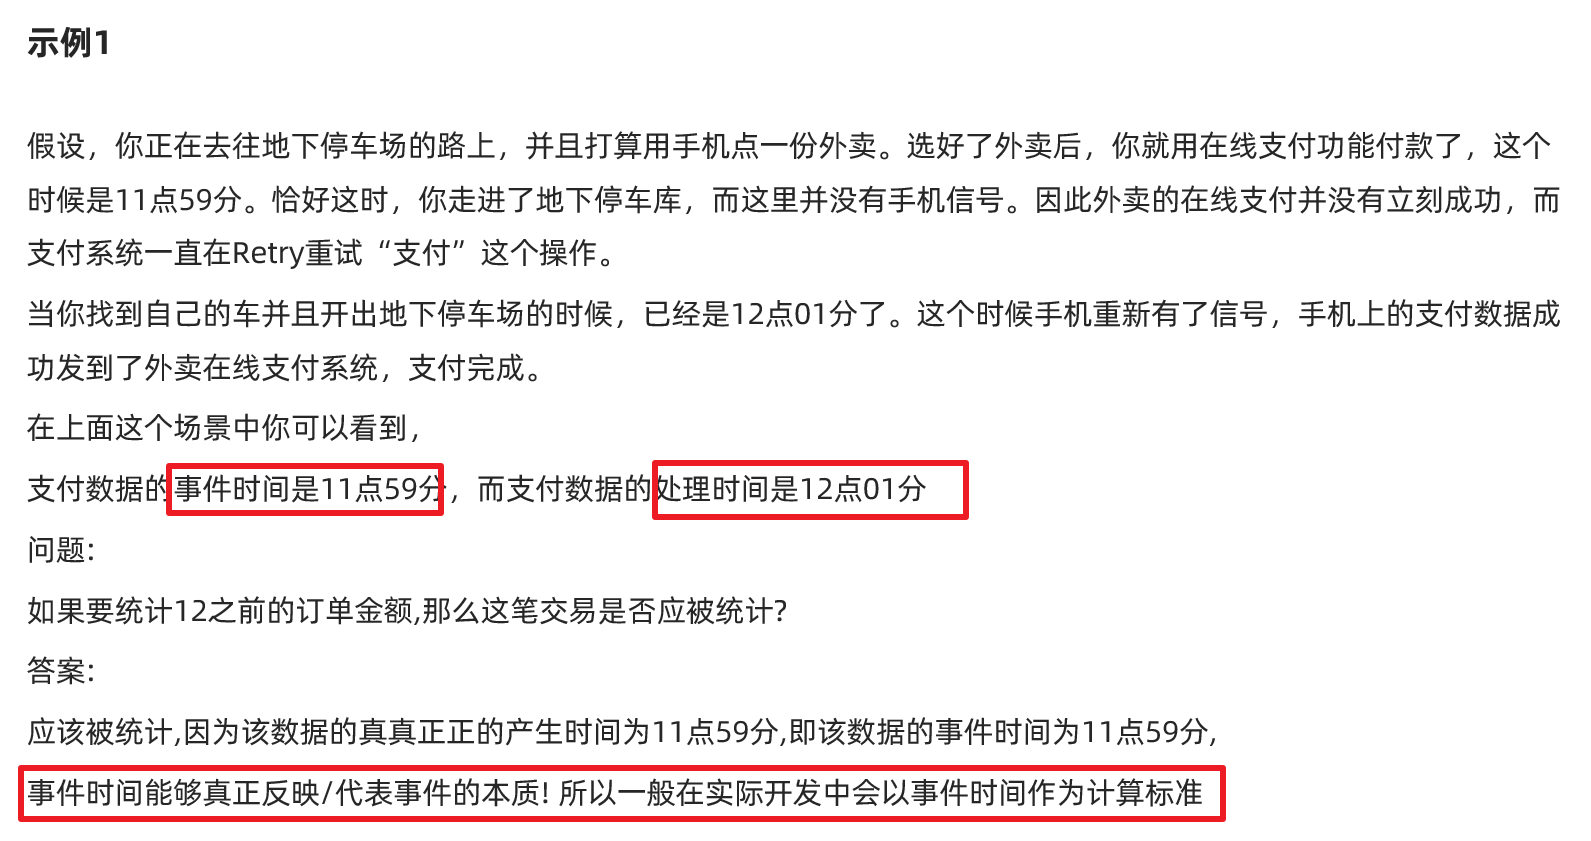 示例1
假设，你正在去往地下停车场的路上，并且打算用手机点一份外卖。选好了外卖后，你就用在线支付功能付款了，这个
时候是11点59分。恰好这时，你走进了地下停车库，而这里并没有手机信号。因此外卖的在线支付并没有立刻成功，而
支付系统一直在Retry重试“支付”这个操作。
当你找到自己的车并且开出地下停车场的时候，已经是12点01分了。这个时候手机重新有了信号，手机上的支付数据成
功发到了外卖在线支付系统，支付完成。
在上面这个场景中你可以看到，
支付数据的事件时间是11点59分，而支付数据的处理时间是12点01分
问题:
如果要统计12之前的订单金额,那么这笔交易是否应被统计?
答案:
应该被统计,因为该数据的真真正正的产生时间为11点59分,即该数据的事件时间为11点59分,
事件时间能够真正反映/代表事件的本质! 所以一般在实际开发中会以事件时间作为计算标准